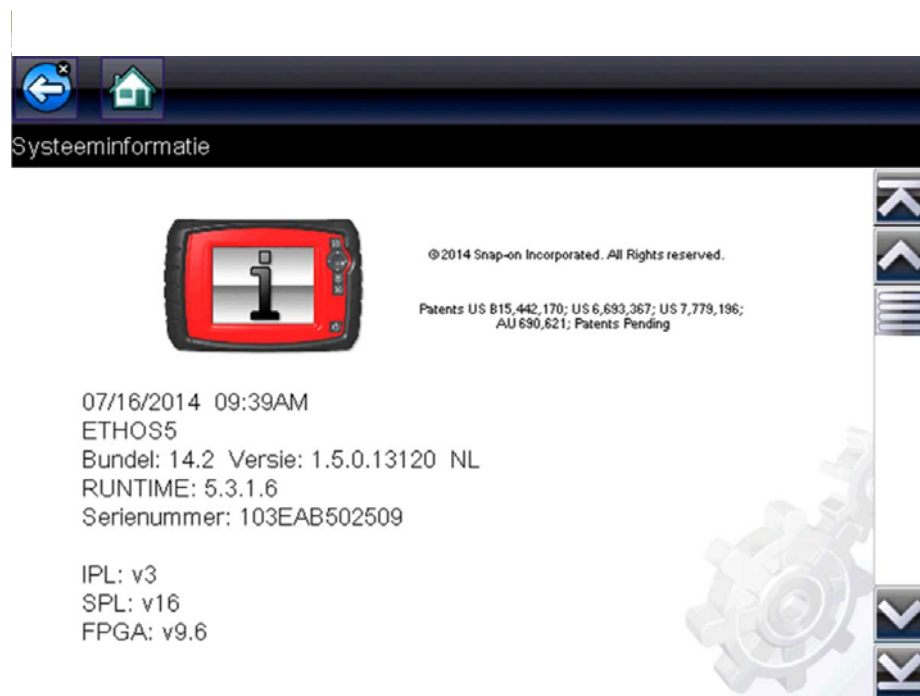 Systeeminformatie
©2014 Snap-on Incorporated. All Rights reserved.
Patents US B15,442,170; US 6,693,367; US 7,779,196;
AU 690,621; Patents Pending
07/16/2014 09:39AM
ETHOS5
Bundel: 14.2 Versie: 1.5.0.13120 NL
RUNTIME: 5.3.1.6
Serienummer: 103EAB502509
IPL: v3
SPL: v16
FPGA: v9.6